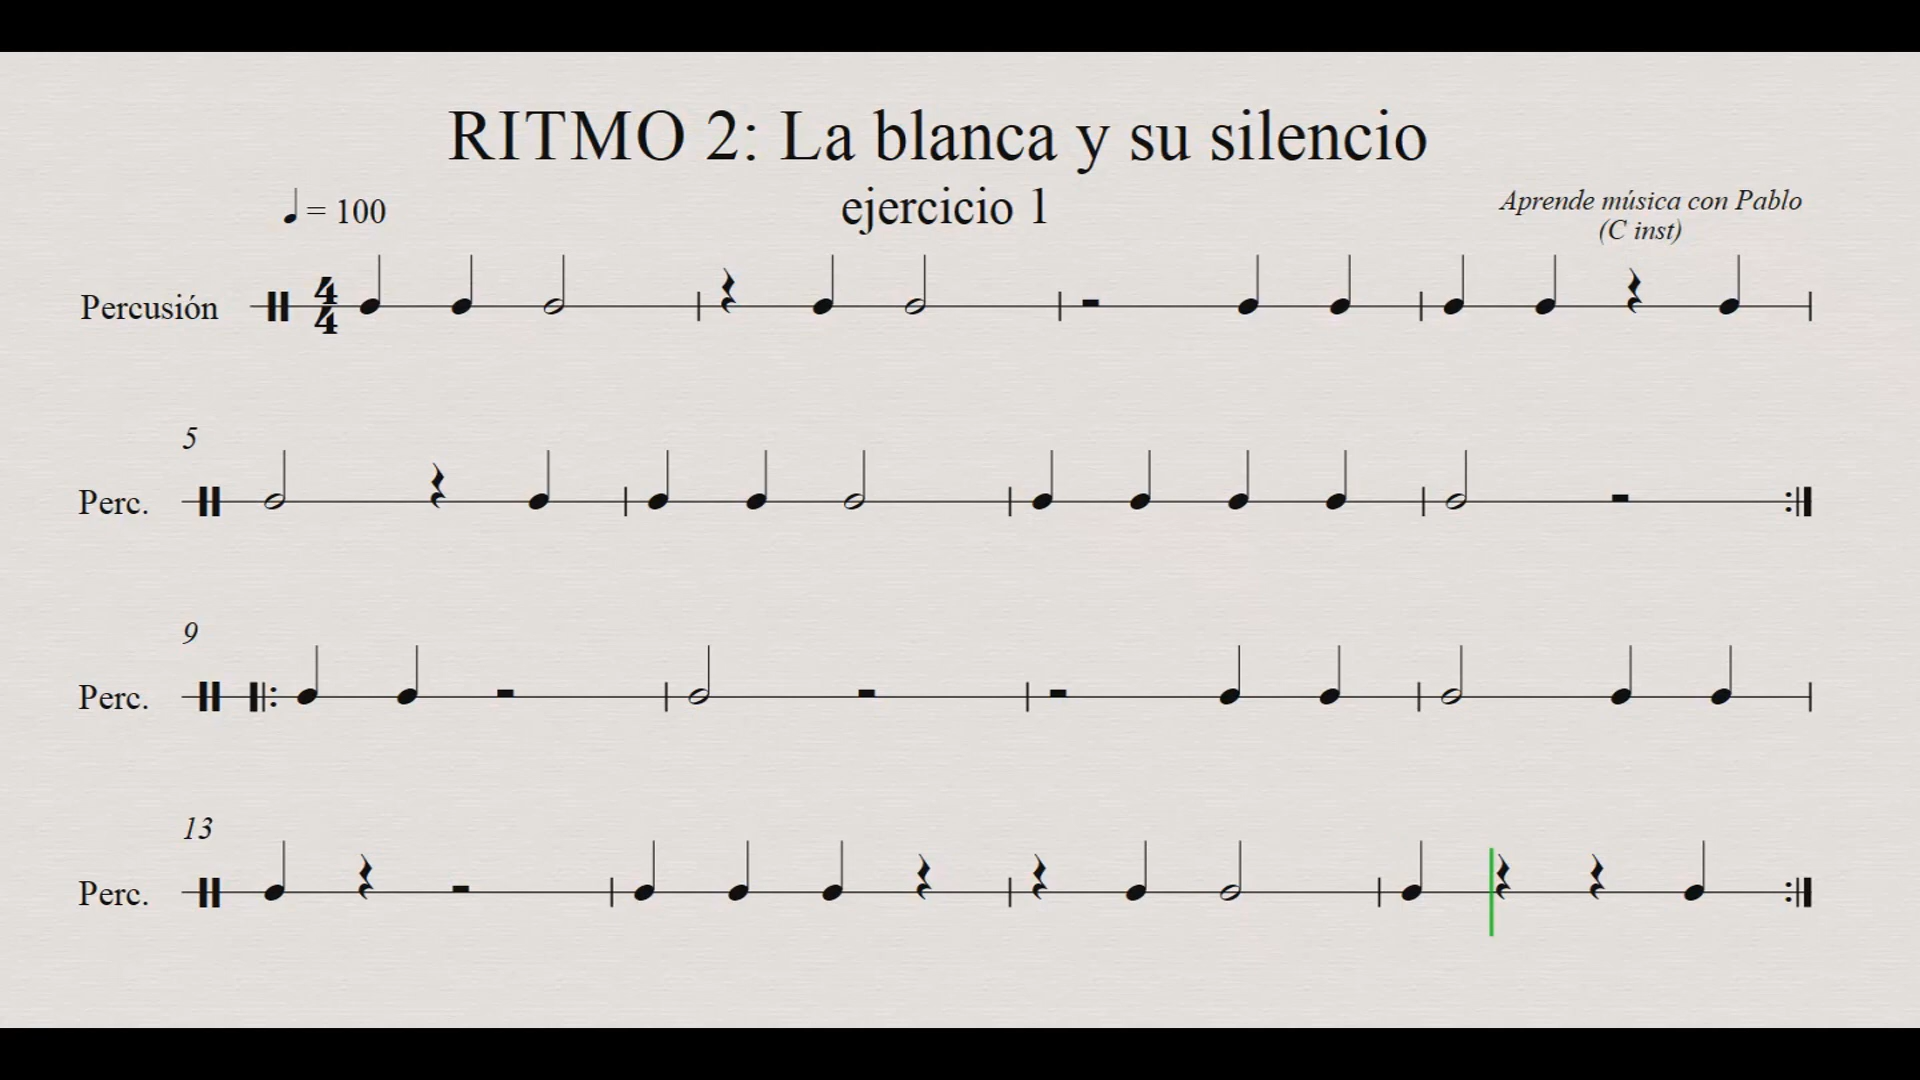 RITMO 2: La blanca y su silencio
ejercicio 1
= 100
Aprende música con Pablo
(C inst)
Percusión
4
4
5
Perc.
9
Perc.
13
Perc.